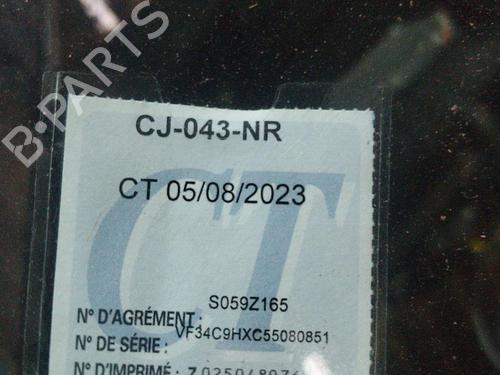 B-PARTS
CJ-043-NR
CT 05/08/2023
CT
S059Z165
N° D'AGRÉMENT :
VF34C9HXC55080851
N° DE SÉRIE :
N° D'IMPRIMÉ :